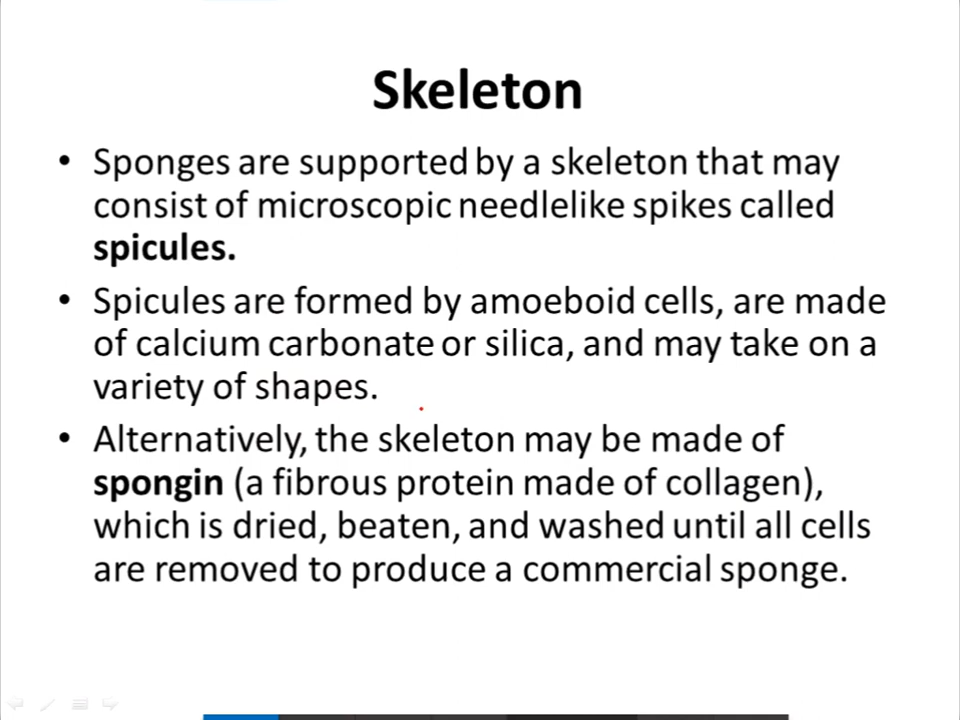 Skeleton
• Sponges are supported by a skeleton that may
consist of microscopic needlelike spikes called
spicules.
• Spicules are formed by amoeboid cells, are made
of calcium carbonate or silica, and may take on a
variety of shapes.
• Alternatively, the skeleton may be made of
spongin (a fibrous protein made of collagen),
which is dried, beaten, and washed until all cells
are removed to produce a commercial sponge.